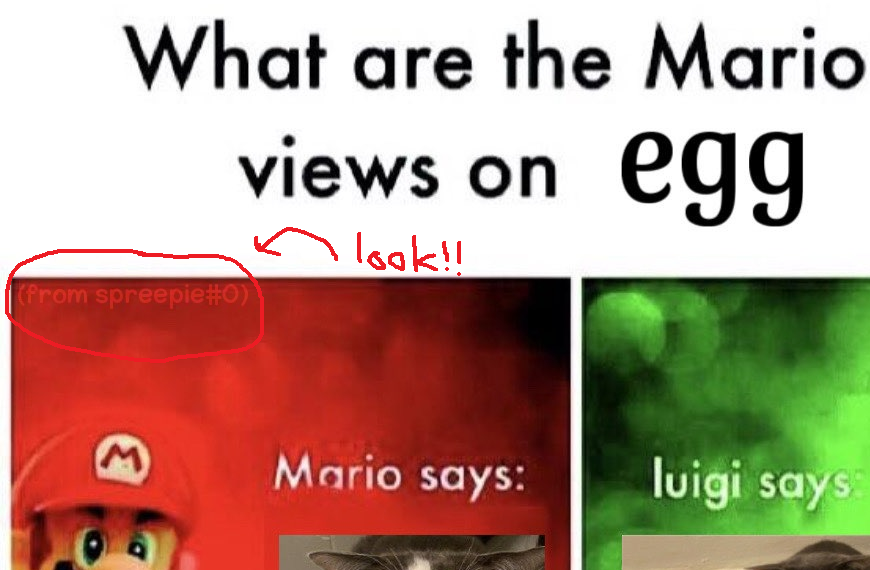 What are the Mario
views on egg
look!!
(from spreepie#0)
M
Mario says:
luigi says: